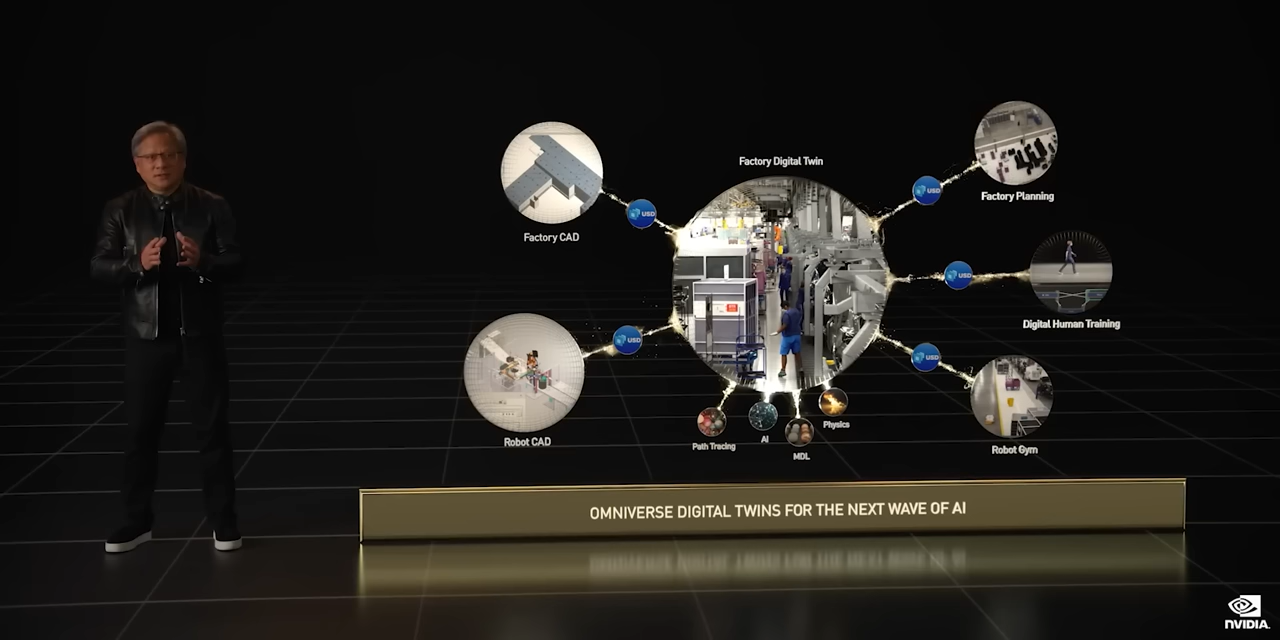 Factory Digital Twin
Factory CAD
USD
USD
Factory Planning
USD
Digital Human Training
USD
Robot CAD
USD
Robot Gym
Path Tracing
AI
MDL
Physics
OMNIVERSE DIGITAL TWINS FOR THE NEXT WAVE OF AI
NVIDIA